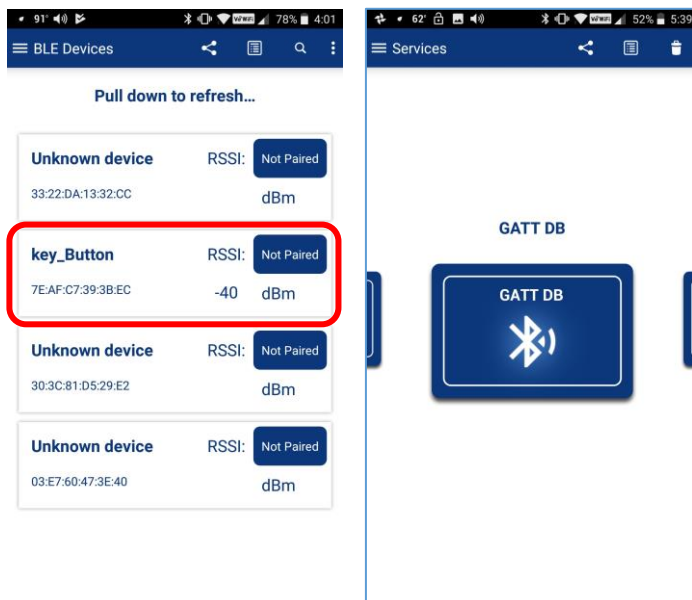 91° 78% 4:01
BLE Devices
Pull down to refresh...
Unknown device RSSI: Not Paired
33:22:DA:13:32:CC dBm
key_Button RSSI: Not Paired
7E:AF:C7:39:3B:EC -40 dBm
Unknown device RSSI: Not Paired
30:3C:81:D5:29:E2 dBm
Unknown device RSSI: Not Paired
03:E7:60:47:3E:40 dBm
62° 52% 5:39
Services
GATT DB
GATT DB